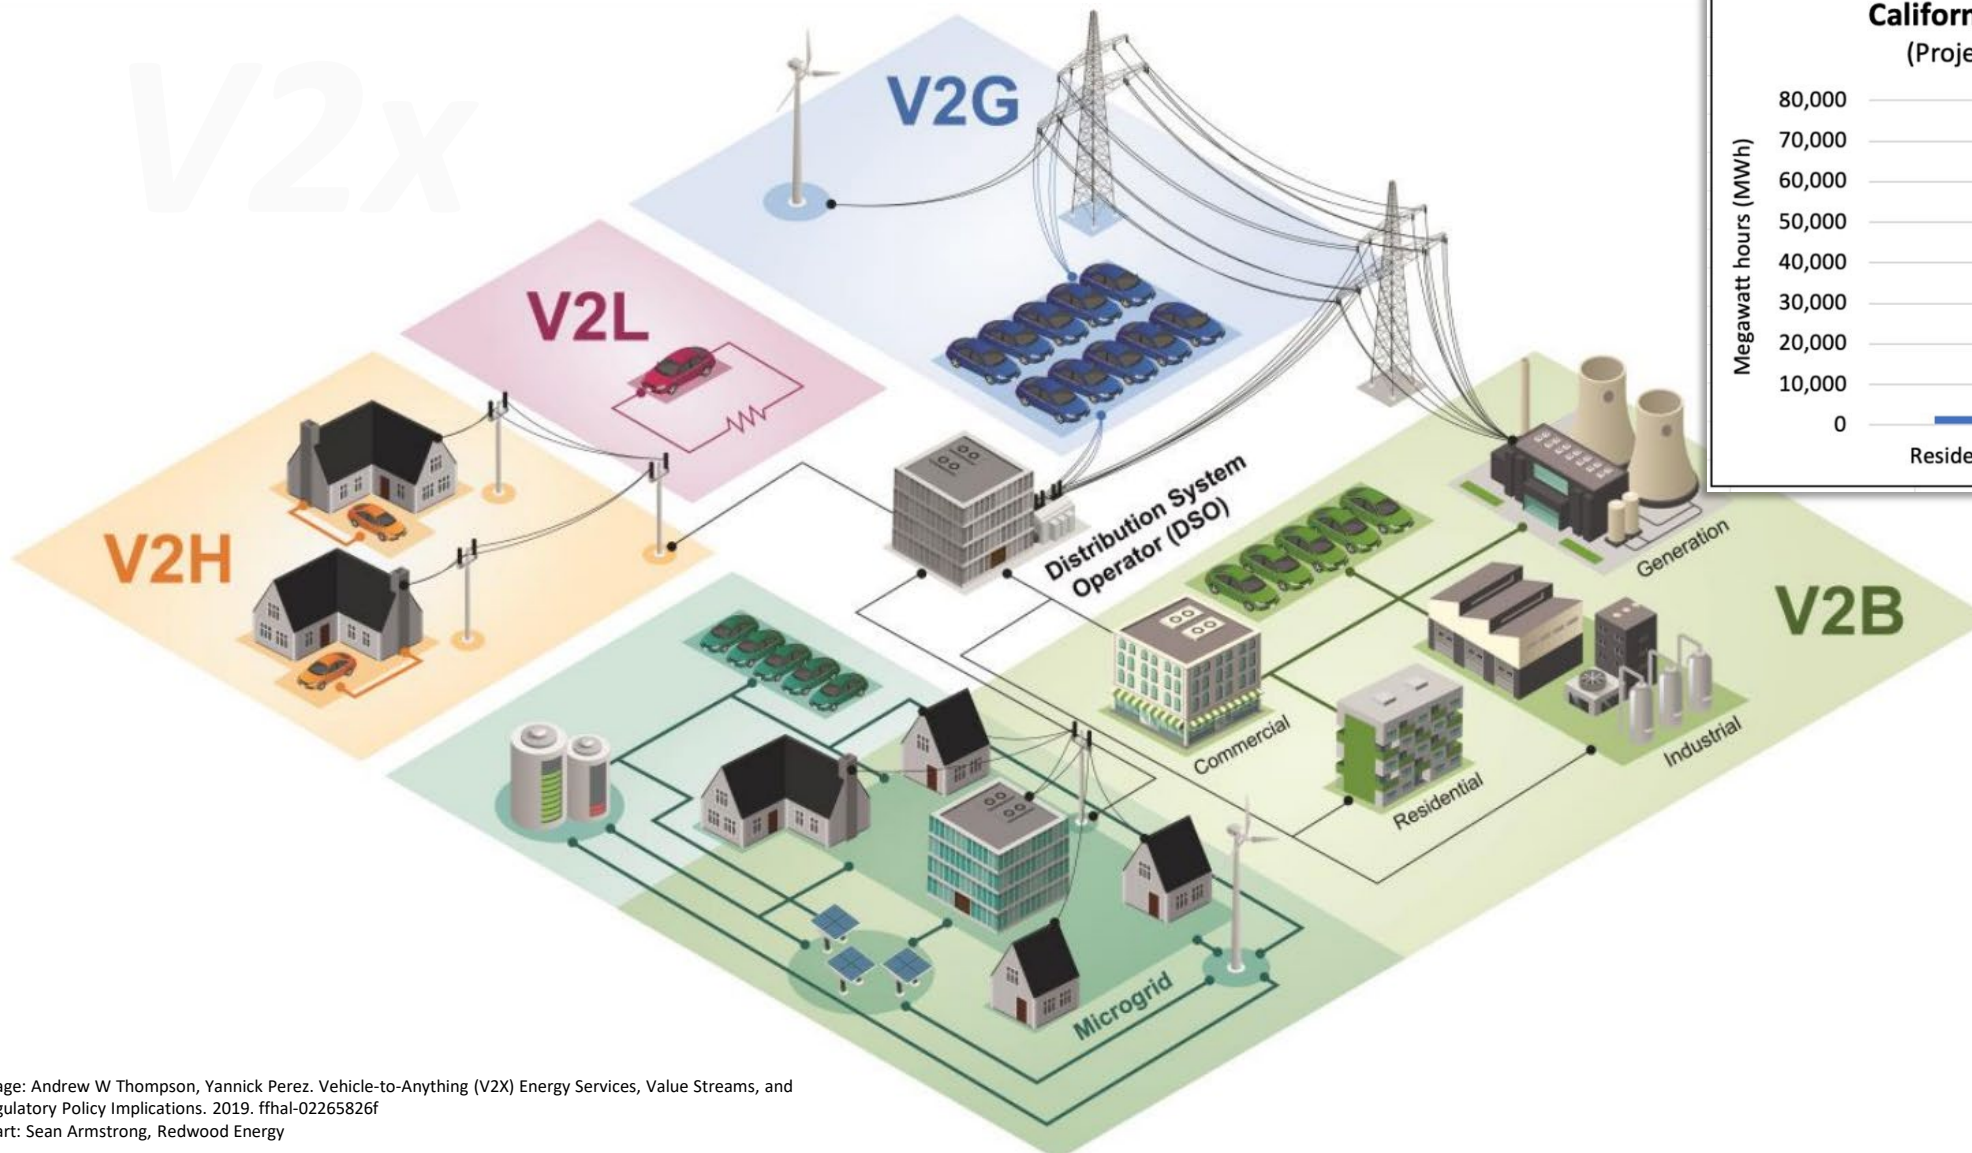 V2x
V2G
V2L
V2H
V2B
Distribution System
Operator (DSO)
Generation
Commercial
Residential
Industrial
Microgrid
Californ
(Proje
Megawatt hours (MWh)
80,000
70,000
60,000
50,000
40,000
30,000
20,000
10,000
0
Reside
age: Andrew W Thompson, Yannick Perez. Vehicle-to-Anything (V2X) Energy Services, Value Streams, and
gulatory Policy Implications. 2019. ffhal-02265826f
art: Sean Armstrong, Redwood Energy